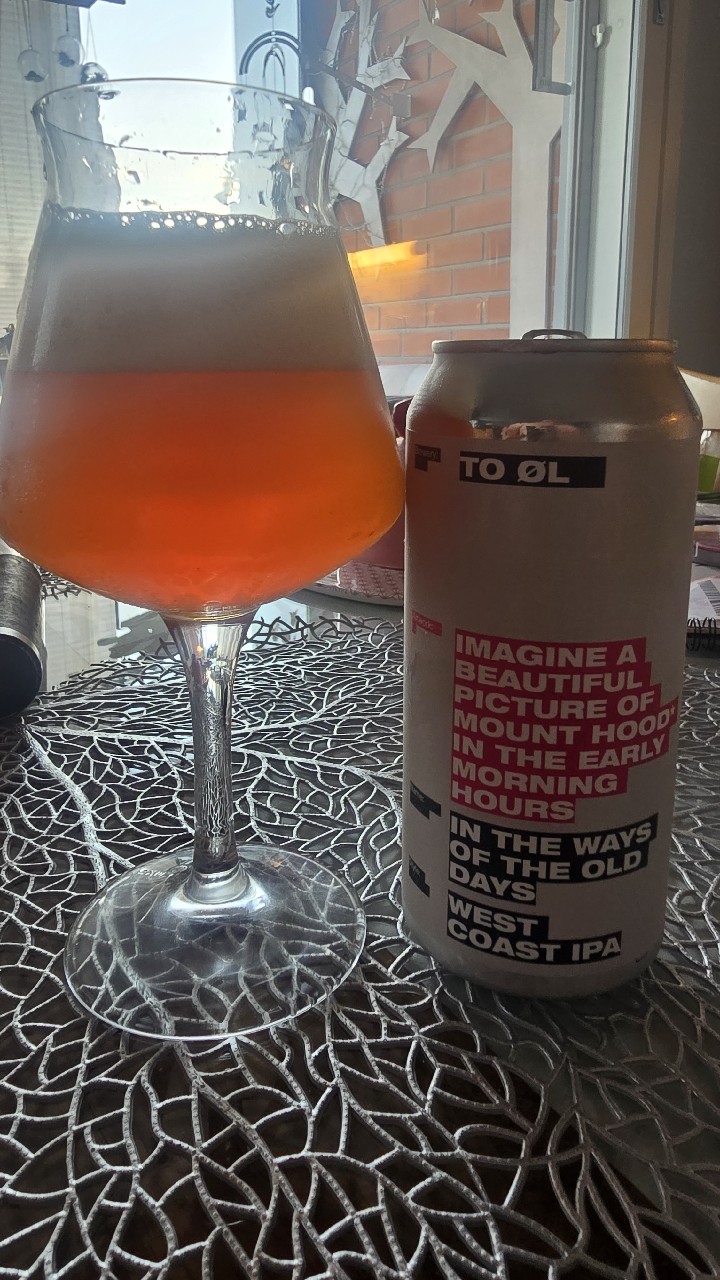 TO ØL
IMAGINE A
BEAUTIFUL
PICTURE OF
MOUNT HOOD*
IN THE EARLY
MORNING
HOURS
IN THE WAYS
OF THE OLD
DAYS
WEST
COAST IPA